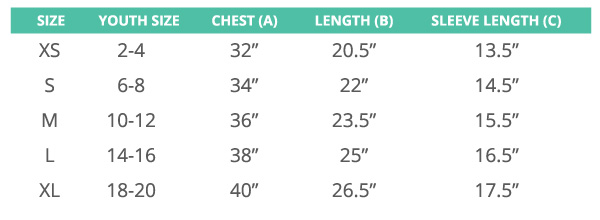 SIZE YOUTH SIZE CHEST (A) LENGTH (B) SLEEVE LENGTH (C)
XS 2-4 32” 20.5” 13.5”
S 6-8 34” 22” 14.5”
M 10-12 36” 23.5” 15.5”
L 14-16 38” 25” 16.5”
XL 18-20 40” 26.5” 17.5”